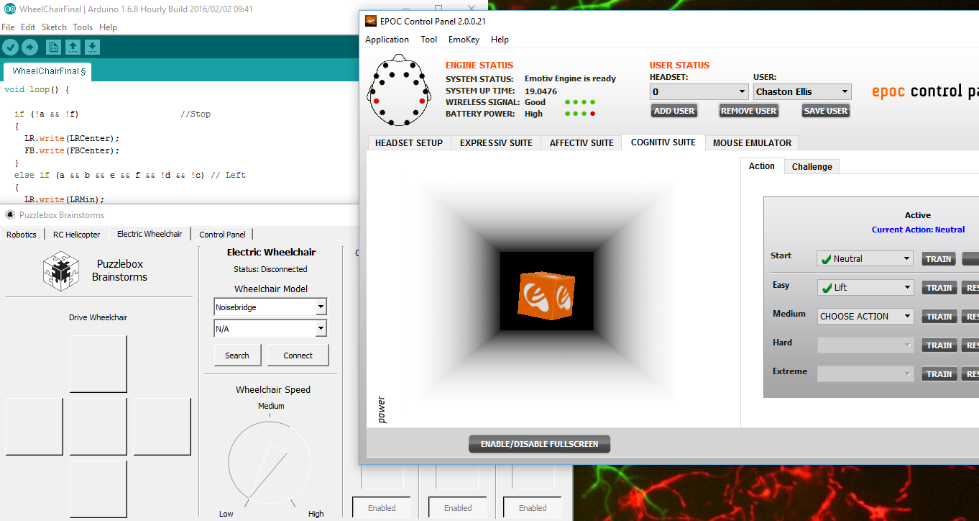 WheelChairFinal | Arduino 1.6.8 Hourly Build 2016/02/02 09:41
File Edit Sketch Tools Help
WheelChairFinal §
void loop() {
if (!a && !f) //Stop
{
LR.write(LRCenter);
FB.write(FBCenter);
}
else if (a && b && e && f && !d && !c) // Left
{
LR.write(LRMin);
Puzzlebox Brainstorms
Robotics RC Helicopter Electric Wheelchair Control Panel
Puzzlebox
Brainstorms
Drive Wheelchair
Electric Wheelchair
Status: Disconnected
Wheelchair Model
Noisebridge
N/A
Search Connect
Wheelchair Speed
Medium
Low High
Enabled Enabled Enabled
EPOC Control Panel 2.0.0.21
Application Tool EmoKey Help
ENGINE STATUS
SYSTEM STATUS: Emotiv Engine is ready
SYSTEM UP TIME: 19.0476
WIRELESS SIGNAL: Good
BATTERY POWER: High
USER STATUS
HEADSET: USER:
0 Chaston Ellis
ADD USER REMOVE USER SAVE USER
epoc control pa
HEADSET SETUP EXPRESSIV SUITE AFFECTIV SUITE COGNITIV SUITE MOUSE EMULATOR
power
ENABLE/DISABLE FULLSCREEN
Action Challenge
Active
Current Action: Neutral
Start Neutral TRAIN
Easy Lift TRAIN RES
Medium CHOOSE ACTION TRAIN RES
Hard TRAIN RES
Extreme TRAIN RES